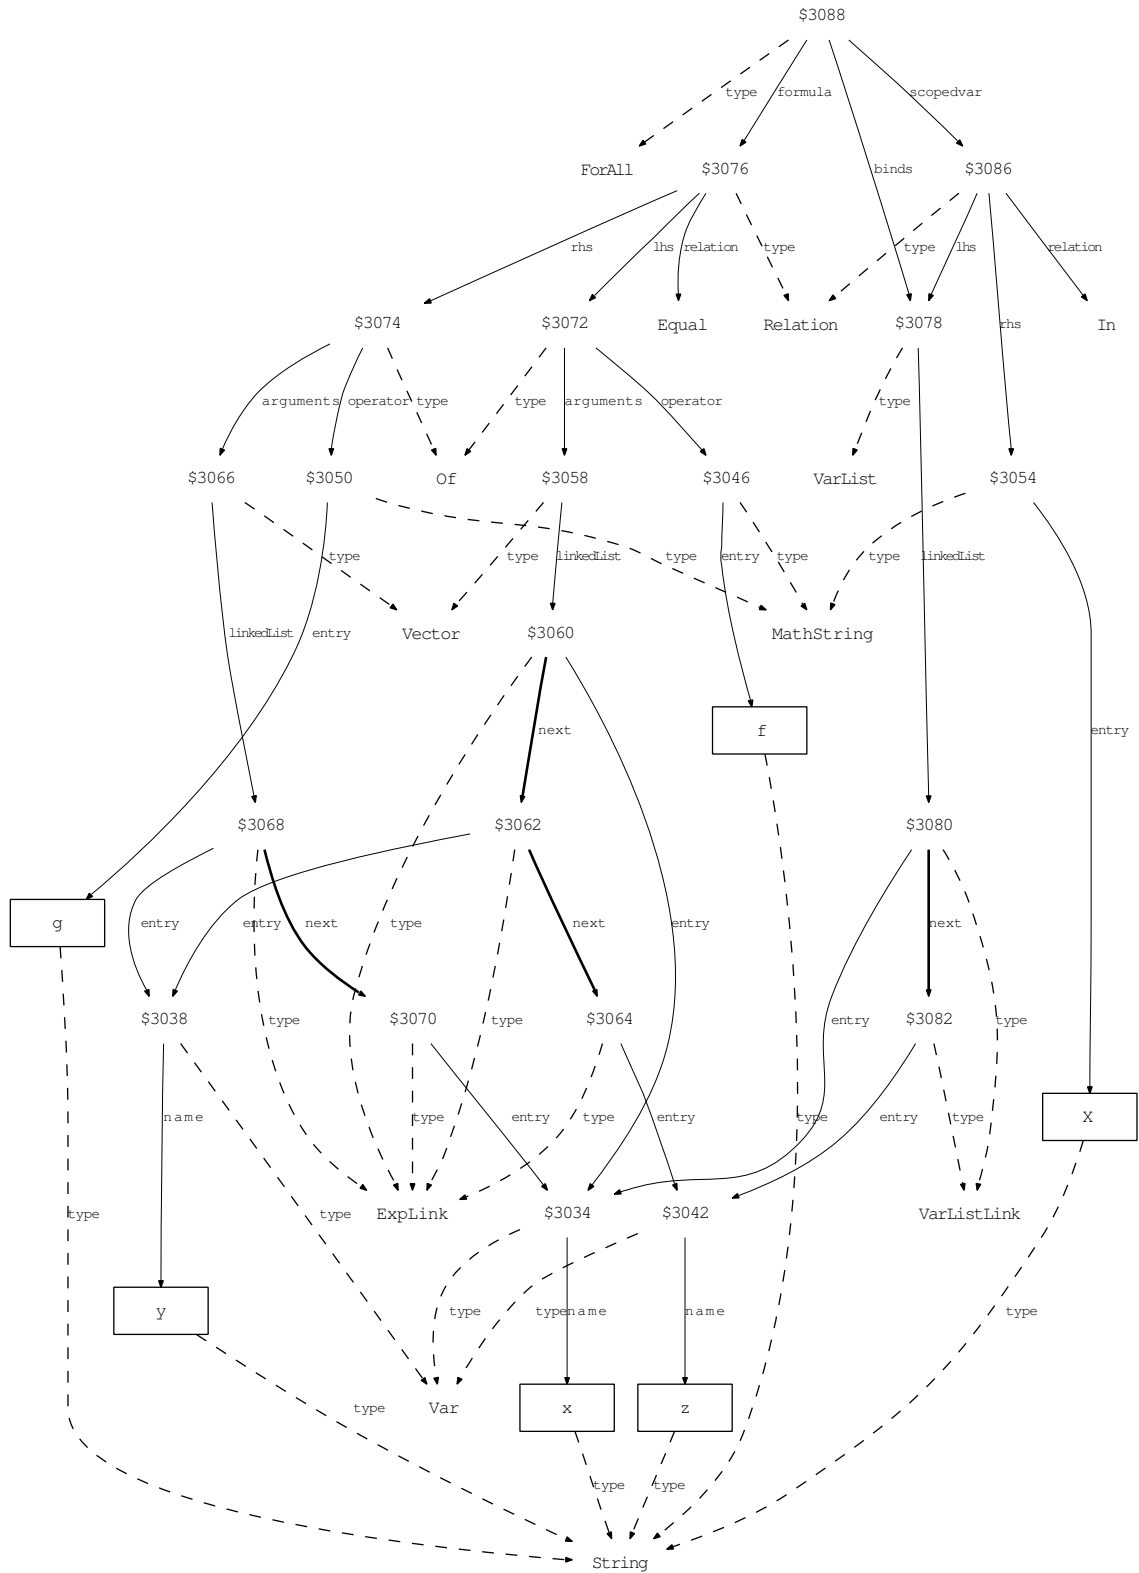 $3088
type formula scopedvar
ForAll $3076 binds $3086
rhs lhs relation type type lhs relation
$3074 $3072 Equal Relation $3078 rhs In
arguments operator type type arguments operator type
$3066 $3050 Of $3058 $3046 VarList $3054
type type linkedList type entry type type linkedList
linkedList entry Vector $3060 MathString
next f entry
$3068 $3062 $3080
g entry entry next type next entry next
$3038 type $3070 type $3064 entry $3082 type
name type entry type entry type entry type X
type type ExpLink $3034 $3042 VarListLink
y type type name name type
type Var x z
type type
String